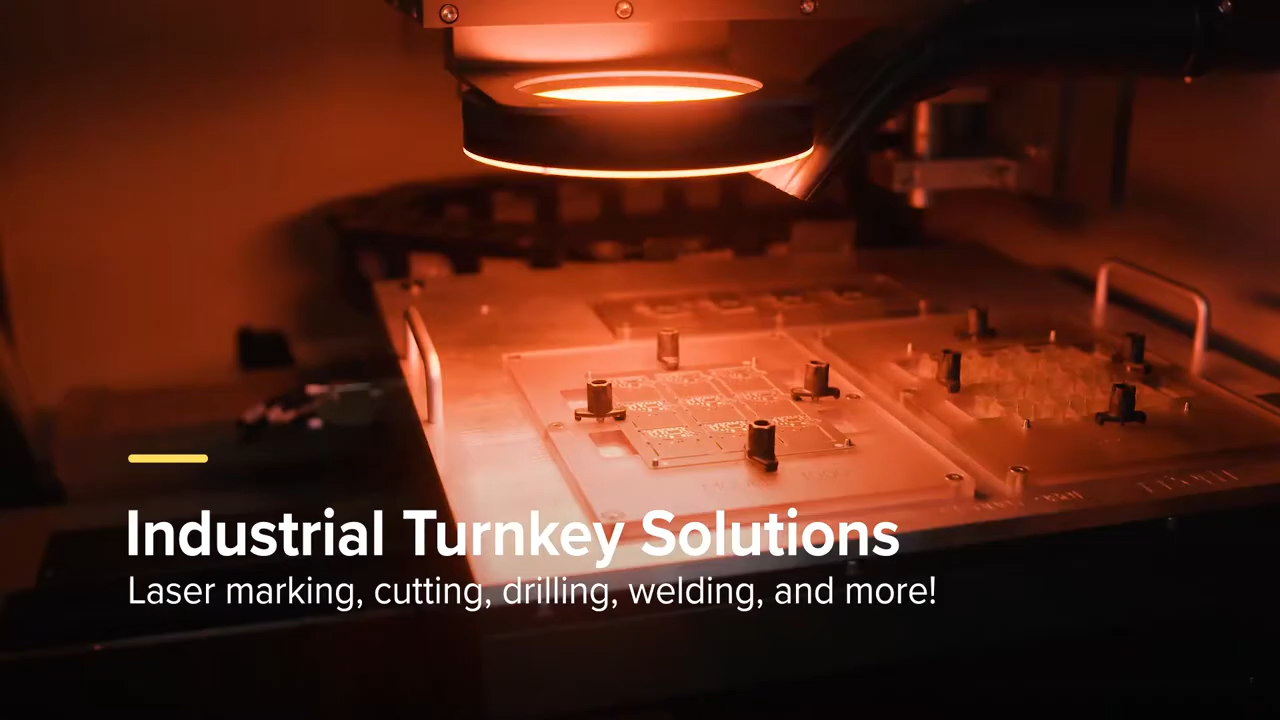 Industrial Turnkey Solutions
Laser marking, cutting, drilling, welding, and more!